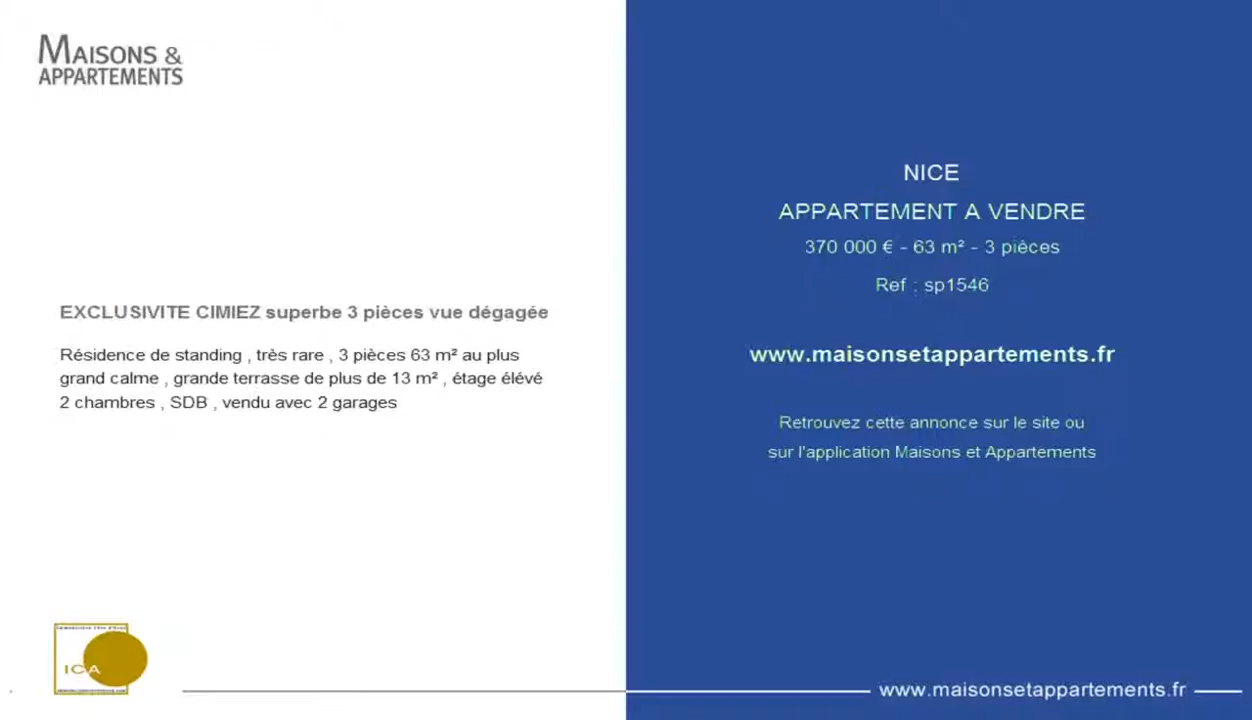 MAISONS &
APPARTEMENTS
EXCLUSIVITE CIMIEZ superbe 3 pièces vue dégagée
Résidence de standing , très rare , 3 pièces 63 m² au plus
grand calme , grande terrasse de plus de 13 m² , étage élévé
2 chambres , SDB , vendu avec 2 garages
ICA
NICE
APPARTEMENT A VENDRE
370 000 € - 63 m² - 3 pièces
Ref : sp1546
www.maisonsetappartements.fr
Retrouvez cette annonce sur le site ou
sur l'application Maisons et Appartements
www.maisonsetappartements.fr